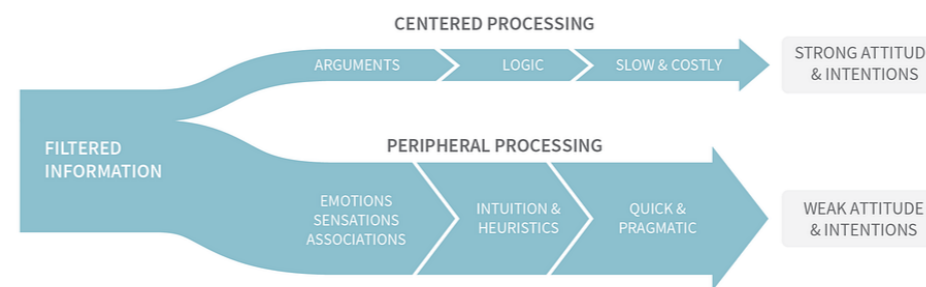 CENTERED PROCESSING
ARGUMENTS
LOGIC
SLOW & COSTLY
STRONG ATTITUD
& INTENTIONS
FILTERED
INFORMATION
PERIPHERAL PROCESSING
EMOTIONS
SENSATIONS
ASSOCIATIONS
INTUITION &
HEURISTICS
QUICK &
PRAGMATIC
WEAK ATTITUDE
& INTENTIONS